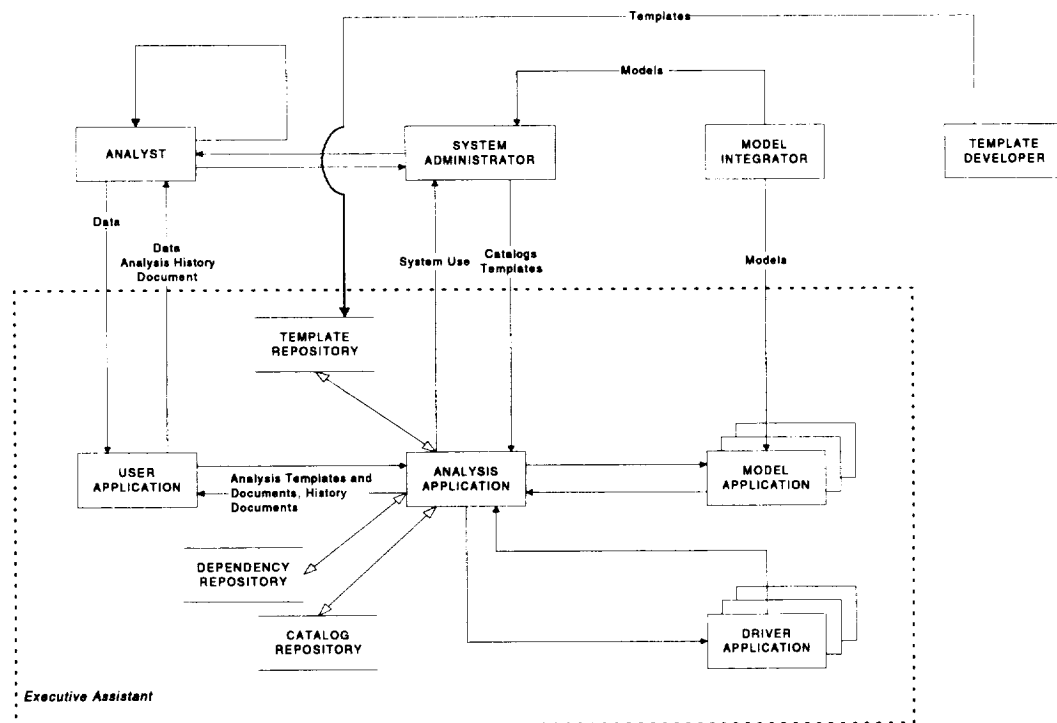 Templates
Models
ANALYST
SYSTEM
ADMINISTRATOR
MODEL
INTEGRATOR
TEMPLATE
DEVELOPER
Data
Data
Analysis History
Document
System Use
Catalogs
Templates
Models
TEMPLATE
REPOSITORY
USER
APPLICATION
Analysis Templates and
Documents, History
Documents
ANALYSIS
APPLICATION
MODEL
APPLICATION
DEPENDENCY
REPOSITORY
CATALOG
REPOSITORY
DRIVER
APPLICATION
Executive Assistant